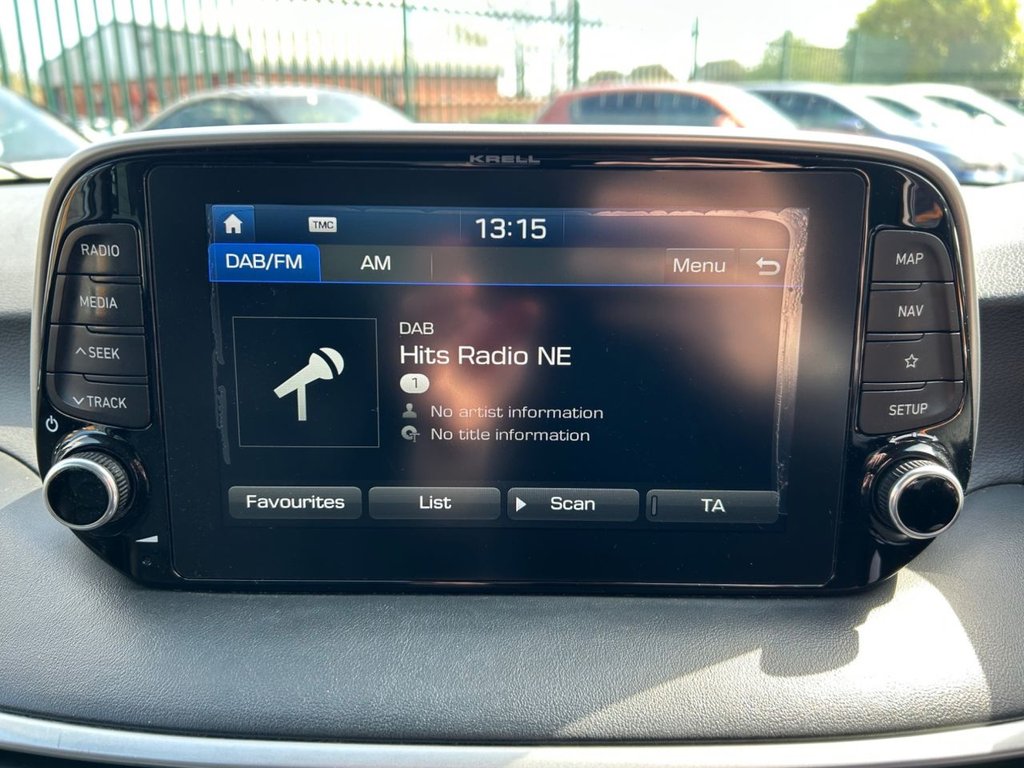 KRELL
TMC
13:15
DAB/FM
AM
Menu
RADIO
MEDIA
SEEK
TRACK
DAB
Hits Radio NE
1
No artist information
No title information
Favourites
List
Scan
TA
MAP
NAV
SETUP